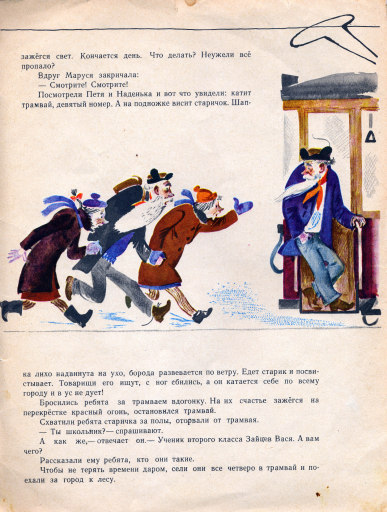 зажёгся свет. Кончается день. Что делать? Неужели всё
пропало?
Вдруг Маруся закричала:
— Смотрите! Смотрите!
Посмотрели Петя и Наденька и вот что увидели: катит
трамвай, девятый номер. А на подножке висит старичок. Шап-
ка лихо надвинута на ухо, борода развевается по ветру. Едет старик и посви-
стывает. Товарищи его ищут, с ног сбились, а он катается себе по всему
городу и в ус не дует!
Бросились ребята за трамваем вдогонку. На их счастье зажёгся на
перекрёстке красный огонь, остановился трамвай.
Схватили ребята старичка за полы, оторвали от трамвая.
— Ты школьник?— спрашивают.
А как же,— отвечает он.— Ученик второго класса Зайцев Вася. А вам
чего?
Рассказали ему ребята, кто они такие.
Чтобы не терять времени даром, сели они все четверо в трамвай и по-
ехали за город к лесу.